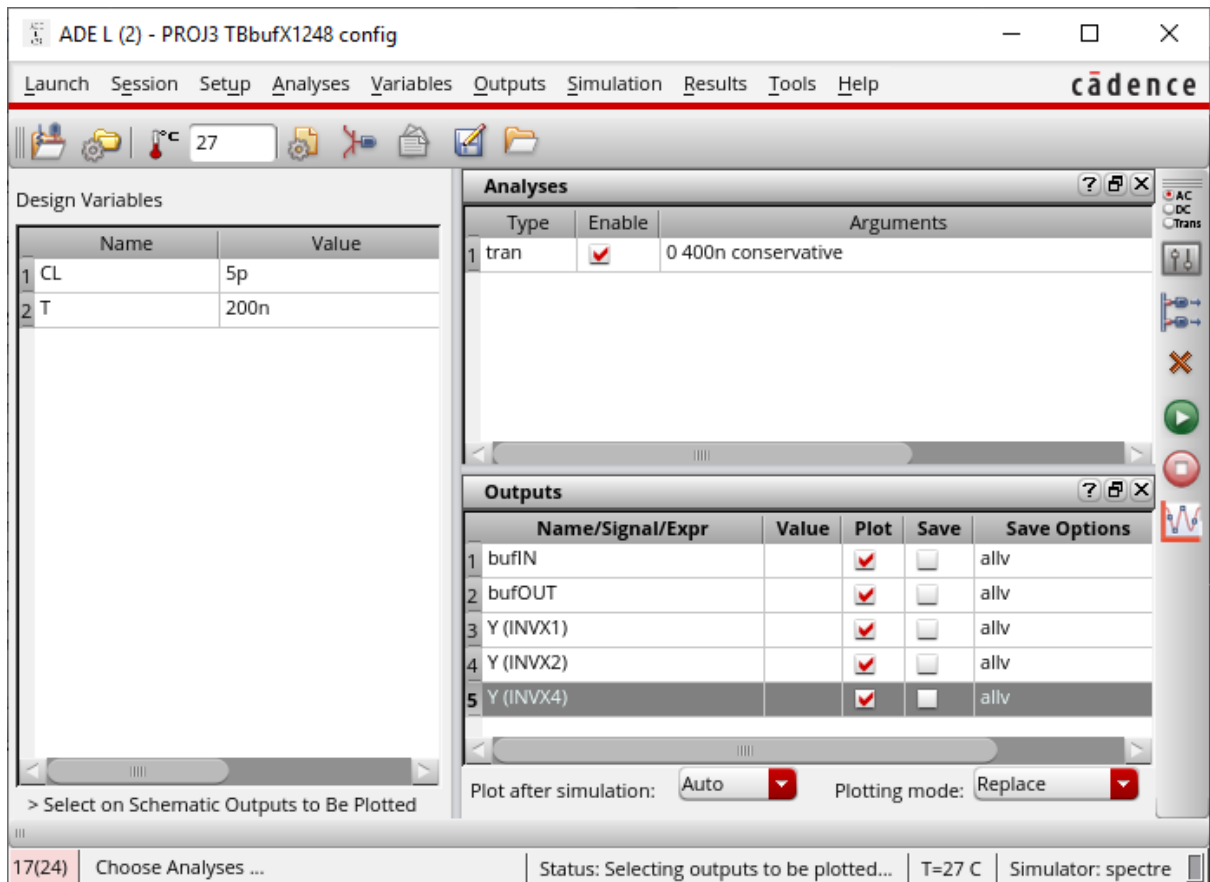 ADE L (2) - PROJ3 TBbufX1248 config
Launch Session Setup Analyses Variables Outputs Simulation Results Tools Help cādence
°C 27
Design Variables
Name Value
1 CL 5p
2 T 200n
> Select on Schematic Outputs to Be Plotted
Analyses
Type Enable Arguments
1 tran 0 400n conservative
Outputs
Name/Signal/Expr Value Plot Save Save Options
1 bufIN allv
2 bufOUT allv
3 Y (INVX1) allv
4 Y (INVX2) allv
5 Y (INVX4) allv
Plot after simulation: Auto Plotting mode: Replace
AC
DC
Trans
17(24) Choose Analyses ... Status: Selecting outputs to be plotted... T=27 C Simulator: spectre